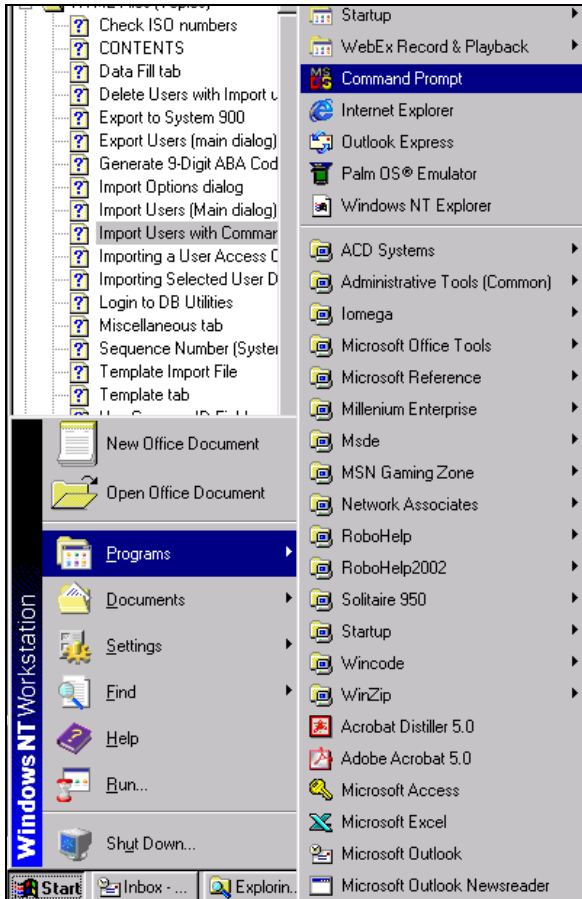 Check ISO numbers
CONTENTS
Data Fill tab
Delete Users with Import u
Export to System 900
Export Users (main dialog)
Generate 9-Digit ABA Cod
Import Options dialog
Import Users (Main dialog)
Import Users with Commar
Importing a User Access C
Importing Selected User D
Login to DB Utilities
Miscellaneous tab
Sequence Number (Syster
Template Import File
Template tab
New Office Document
Open Office Document
Programs
Documents
Settings
Find
Help
Run...
Shut Down...
Windows NT Workstation
Start
Inbox - ...
Explorin..
Startup
WebEx Record & Playback
Command Prompt
Internet Explorer
Outlook Express
Palm OS® Emulator
Windows NT Explorer
ACD Systems
Administrative Tools (Common)
Iomega
Microsoft Office Tools
Microsoft Reference
Millenium Enterprise
Msde
MSN Gaming Zone
Network Associates
RoboHelp
RoboHelp2002
Solitaire 950
Startup
Wincode
WinZip
Acrobat Distiller 5.0
Adobe Acrobat 5.0
Microsoft Access
Microsoft Excel
Microsoft Outlook
Microsoft Outlook Newsreader